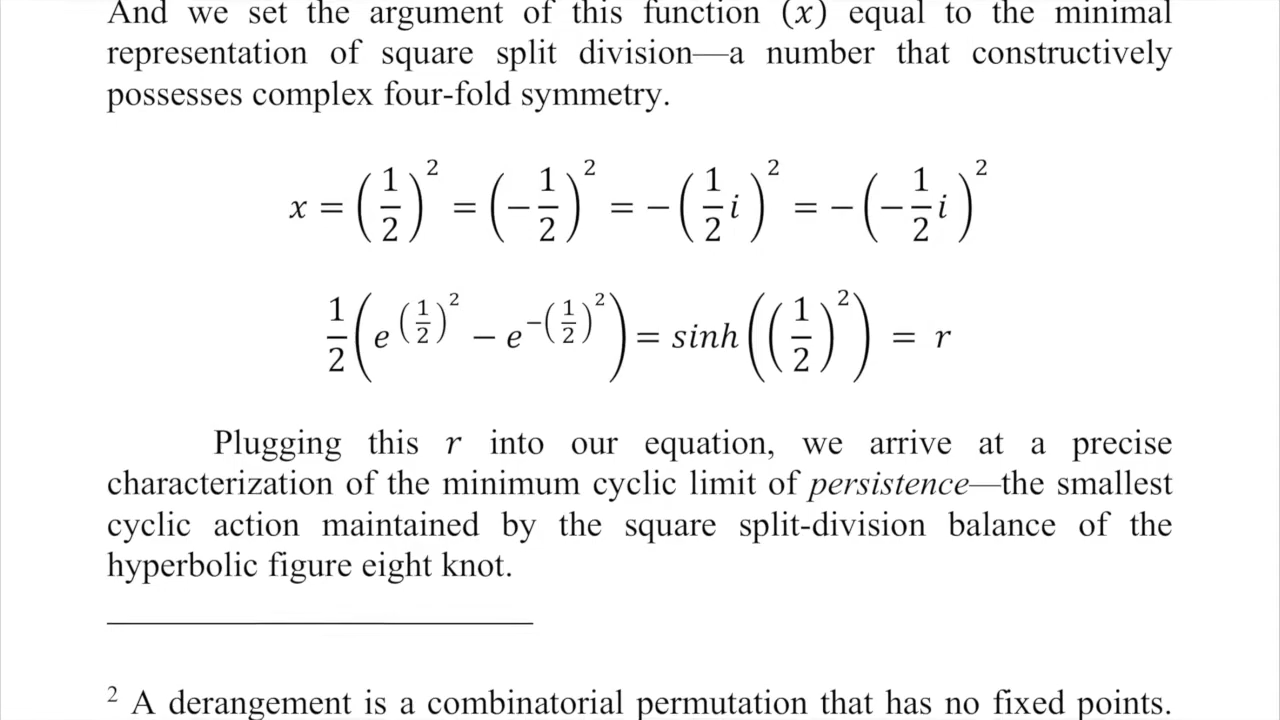 And we set the argument of this function (x) equal to the minimal
representation of square split division—a number that constructively
possesses complex four-fold symmetry.
x = (1/2)² = (−1/2)² = −(1/2 i)² = −(−1/2 i)²
1/2 (e^(1/2)² − e^−(1/2)²) = sinh((1/2)²) = r
Plugging this r into our equation, we arrive at a precise
characterization of the minimum cyclic limit of persistence—the smallest
cyclic action maintained by the square split-division balance of the
hyperbolic figure eight knot.
² A derangement is a combinatorial permutation that has no fixed points.